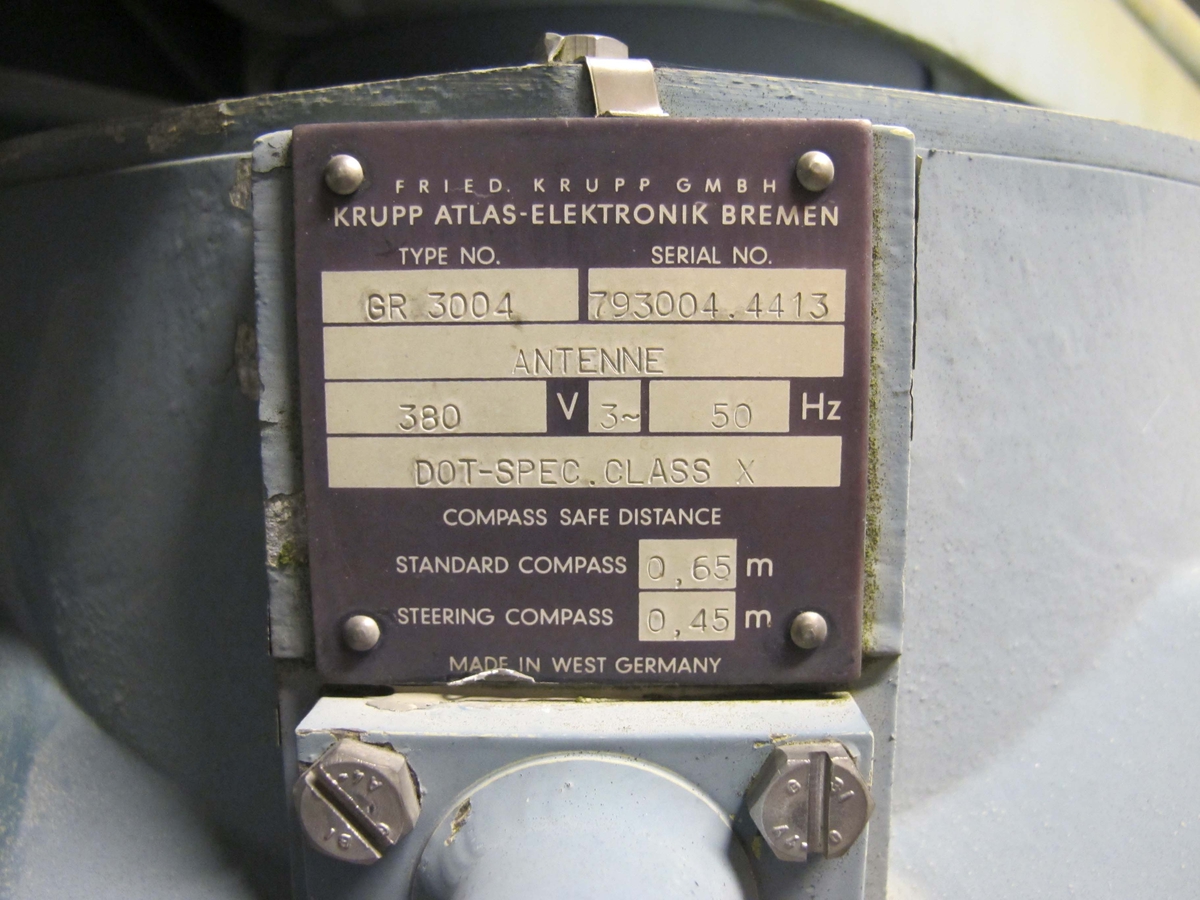 FRIED. KRUPP GMBH
KRUPP ATLAS-ELEKTRONIK BREMEN
TYPE NO. SERIAL NO.
GR 3004 793004.4413
ANTENNE
380 V 3~ 50 Hz
DOT-SPEC.CLASS X
COMPASS SAFE DISTANCE
STANDARD COMPASS 0,65 m
STEERING COMPASS 0,45 m
MADE IN WEST GERMANY
A4